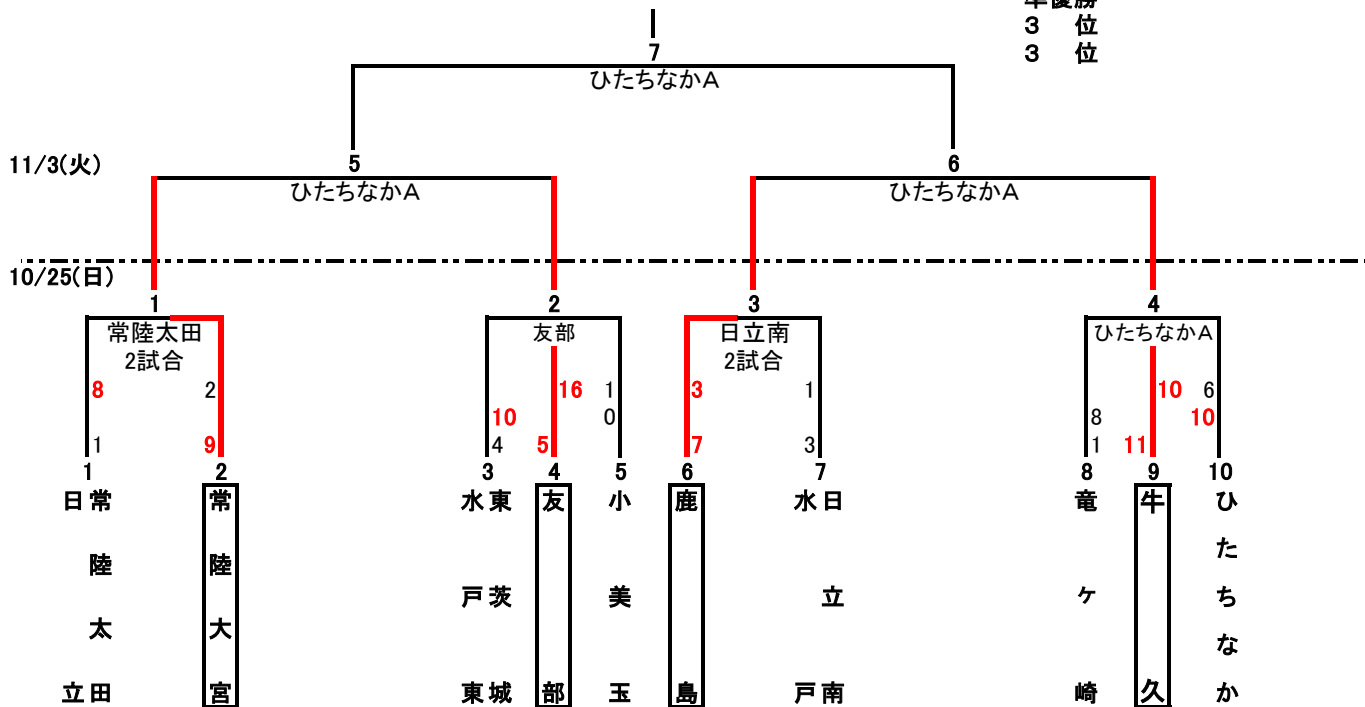 準優勝
3 位
3 位
7
ひたちなかA
11/3(火)
5
6
ひたちなかA
ひたちなかA
10/25(日)
1
2
3
4
常陸太田
2試合
友部
日立南
2試合
ひたちなかA
8
2
16
1
3
1
10
6
10
0
8
10
1
9
4
5
7
3
1
11
1
2
3
4
5
6
7
8
9
10
日立
常陸太田
常陸大宮
水戸東
東茨城
友部
小美玉
鹿島
水戸
日立南
竜ケ崎
牛久
ひたちなか